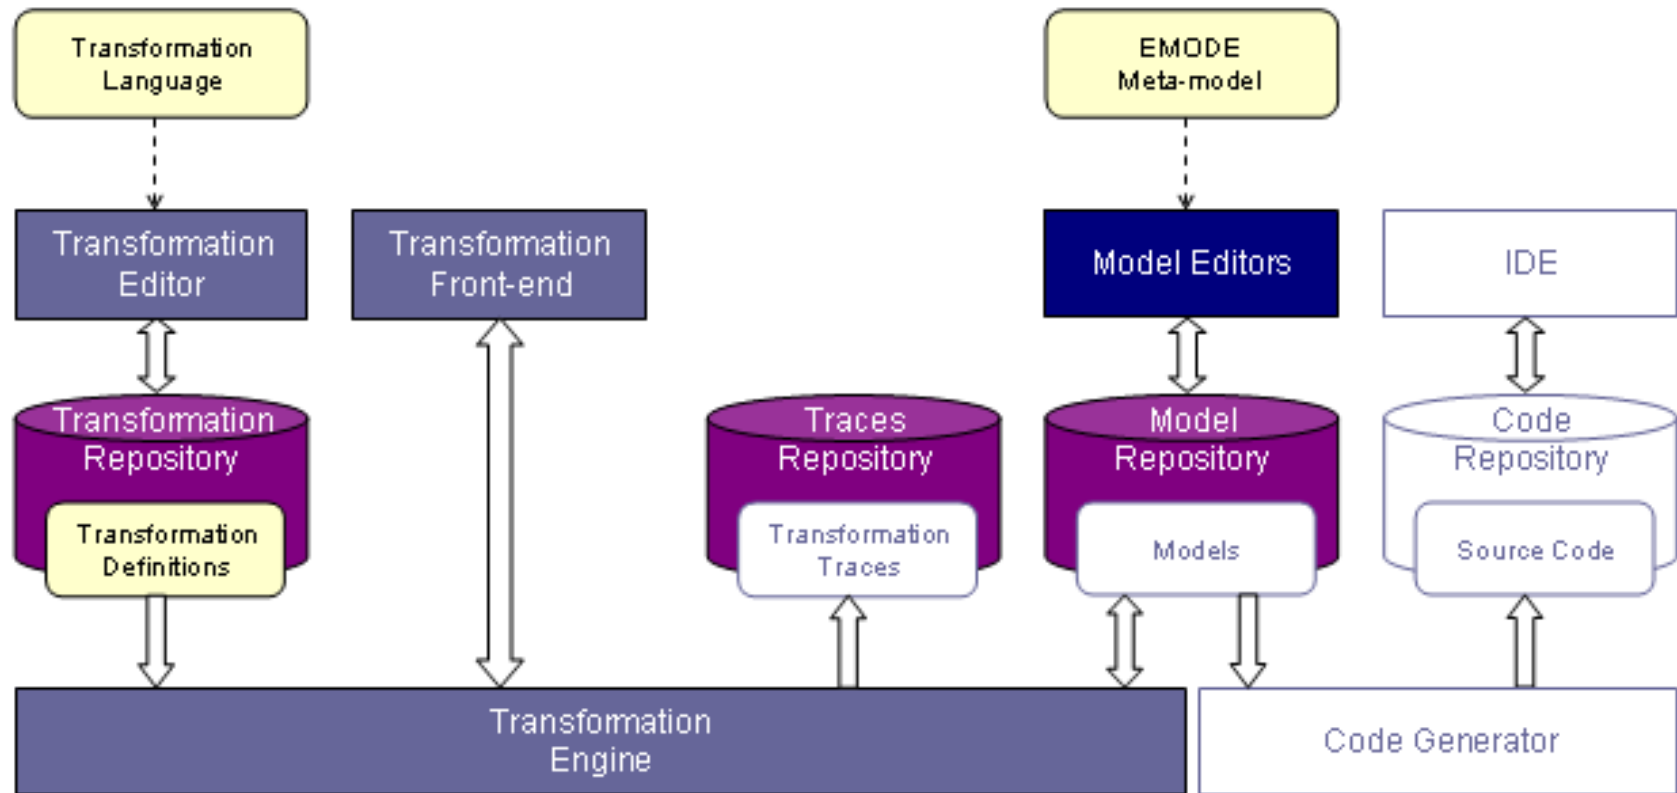 Transformation
Language
EMODE
Meta-model
Transformation
Editor
Transformation
Front-end
Model Editors
IDE
Transformation
Repository
Traces
Repository
Model
Repository
Code
Repository
Transformation
Definitions
Transformation
Traces
Models
Source Code
Transformation
Engine
Code Generator